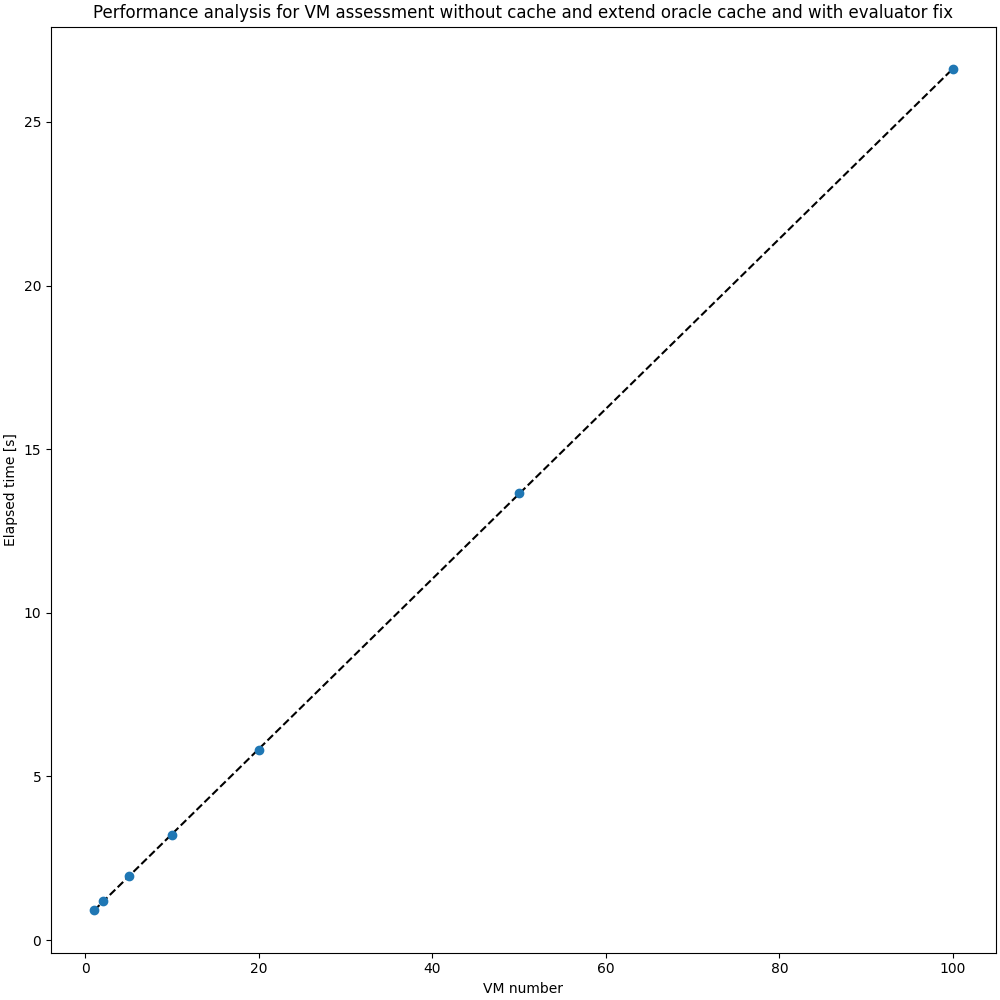 Performance analysis for VM assessment without cache and extend oracle cache and with evaluator fix
25
20
15
10
5
0
Elapsed time [s]
0 20 40 60 80 100
VM number